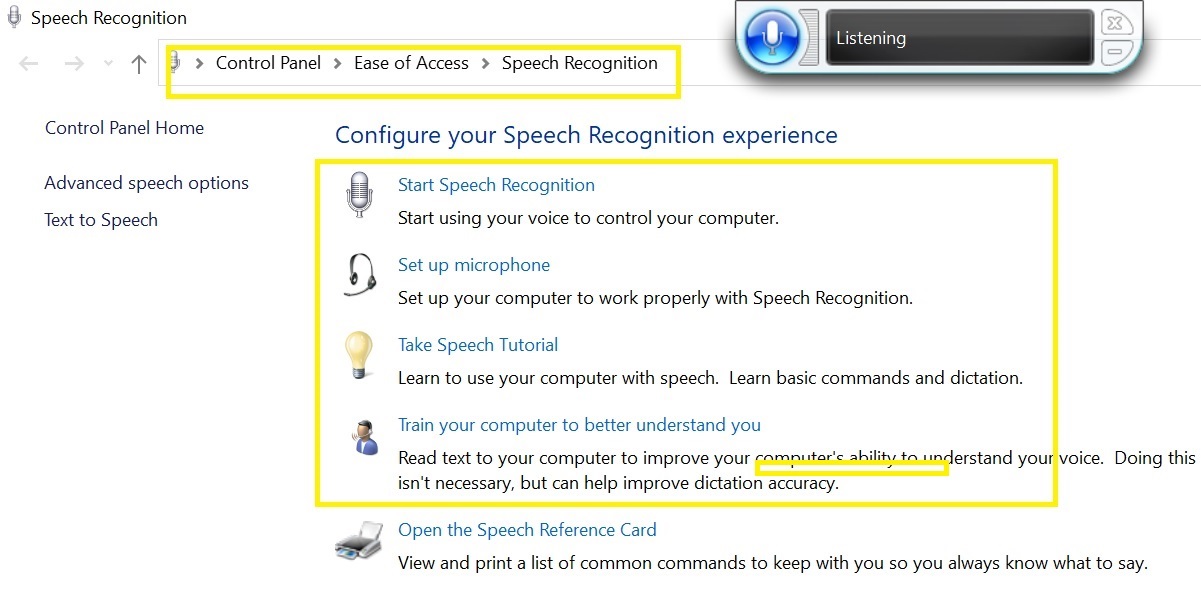 Speech Recognition
Listening
Control Panel > Ease of Access > Speech Recognition
Control Panel Home
Advanced speech options
Text to Speech
Configure your Speech Recognition experience
Start Speech Recognition
Start using your voice to control your computer.
Set up microphone
Set up your computer to work properly with Speech Recognition.
Take Speech Tutorial
Learn to use your computer with speech.  Learn basic commands and dictation.
Train your computer to better understand you
Read text to your computer to improve your computer's ability to understand your voice.  Doing this
isn't necessary, but can help improve dictation accuracy.
Open the Speech Reference Card
View and print a list of common commands to keep with you so you always know what to say.